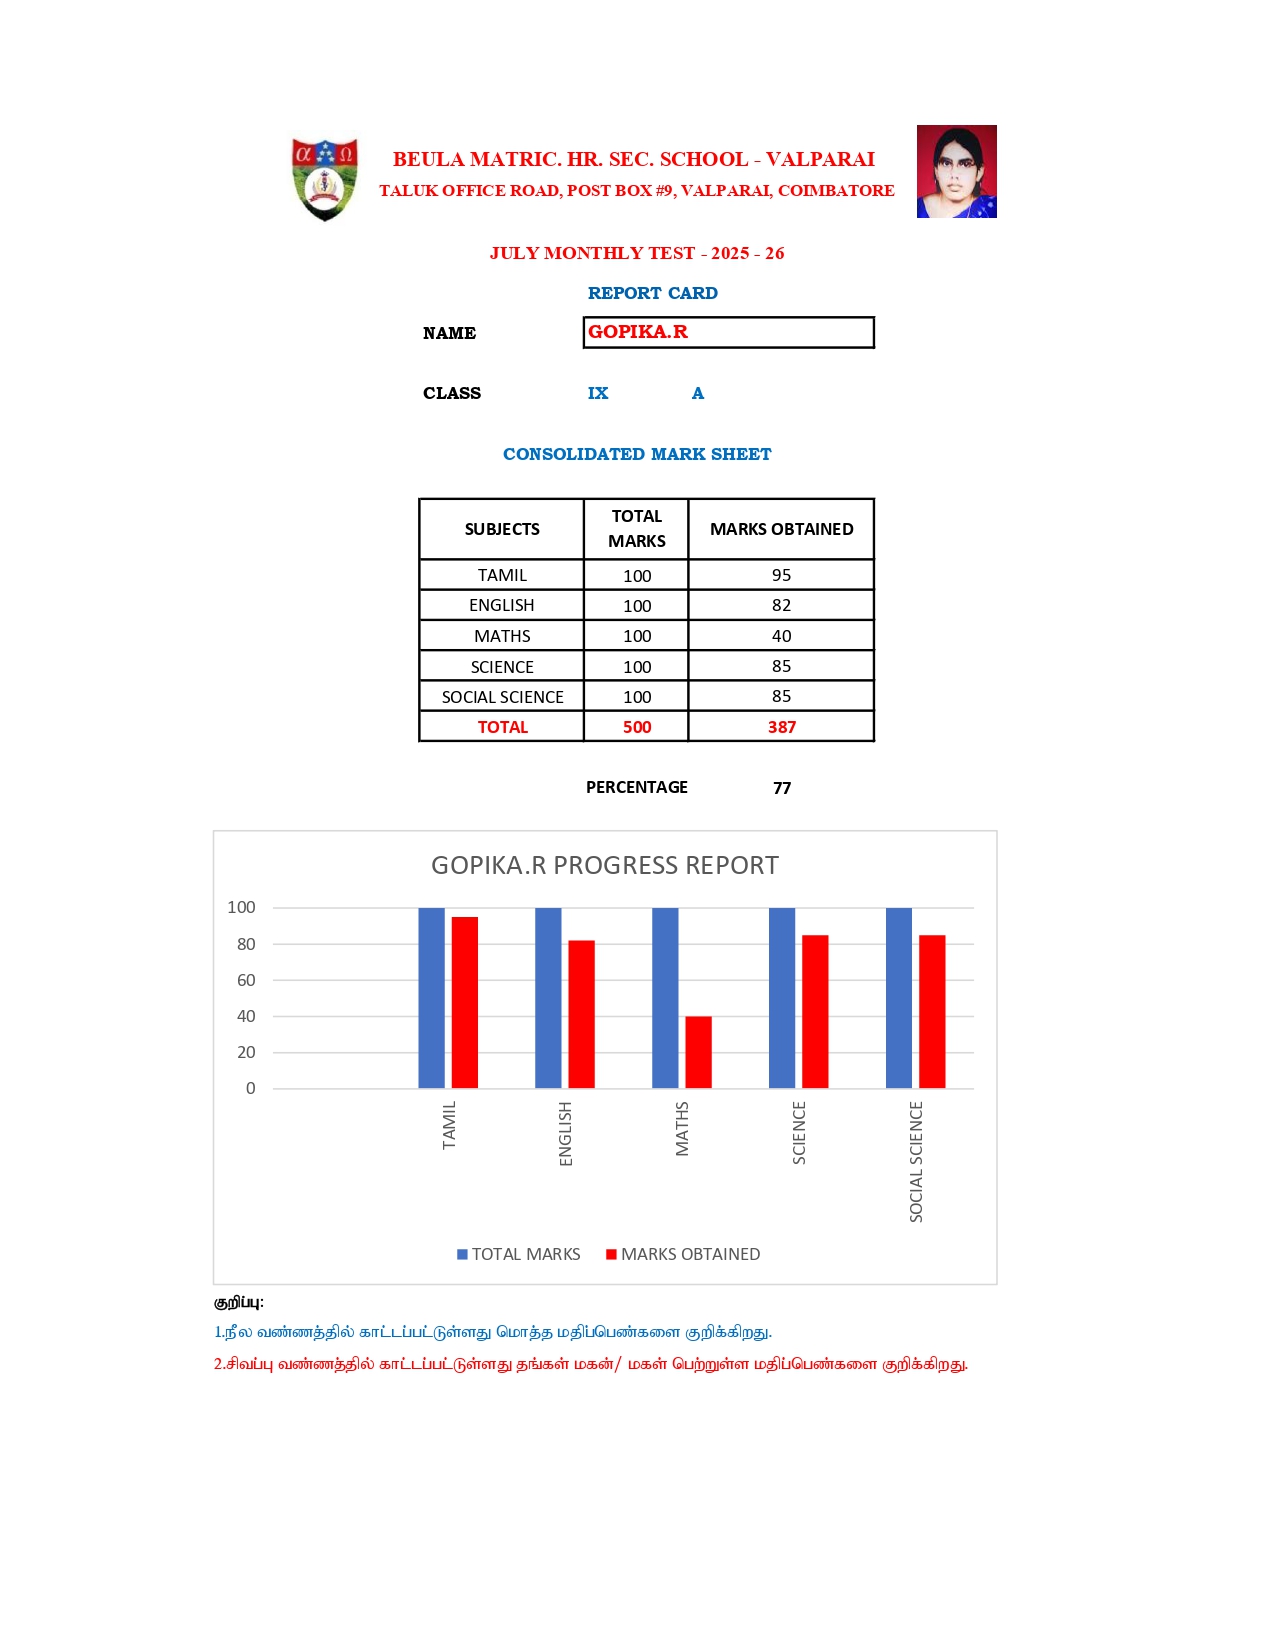 α Ω
BEULA MATRIC. HR. SEC. SCHOOL - VALPARAI
TALUK OFFICE ROAD, POST BOX #9, VALPARAI, COIMBATORE
JULY MONTHLY TEST - 2025 - 26
REPORT CARD
NAME GOPIKA.R
CLASS IX A
CONSOLIDATED MARK SHEET
SUBJECTS TOTAL MARKS MARKS OBTAINED
TAMIL 100 95
ENGLISH 100 82
MATHS 100 40
SCIENCE 100 85
SOCIAL SCIENCE 100 85
TOTAL 500 387
PERCENTAGE 77
GOPIKA.R PROGRESS REPORT
100
80
60
40
20
0
TAMIL ENGLISH MATHS SCIENCE SOCIAL SCIENCE
TOTAL MARKS MARKS OBTAINED
குறிப்பு:
1.நீல வண்ணத்தில் காட்டப்பட்டுள்ளது மொத்த மதிப்பெண்களை குறிக்கிறது.
2.சிவப்பு வண்ணத்தில் காட்டப்பட்டுள்ளது தங்கள் மகன்/ மகள் பெற்றுள்ள மதிப்பெண்களை குறிக்கிறது.